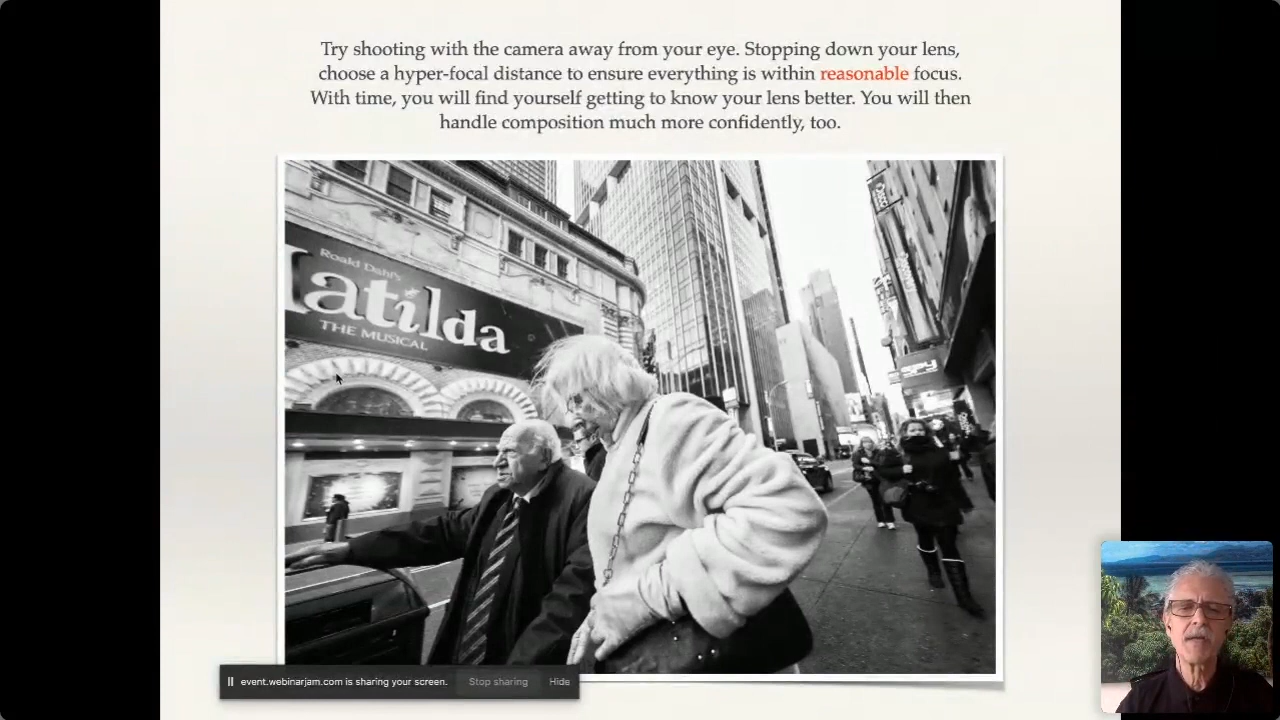 Try shooting with the camera away from your eye. Stopping down your lens,
choose a hyper-focal distance to ensure everything is within reasonable focus.
With time, you will find yourself getting to know your lens better. You will then
handle composition much more confidently, too.
Roald Dahl's
atilda
THE MUSICAL
event.webinarjam.com is sharing your screen.
Stop sharing
Hide